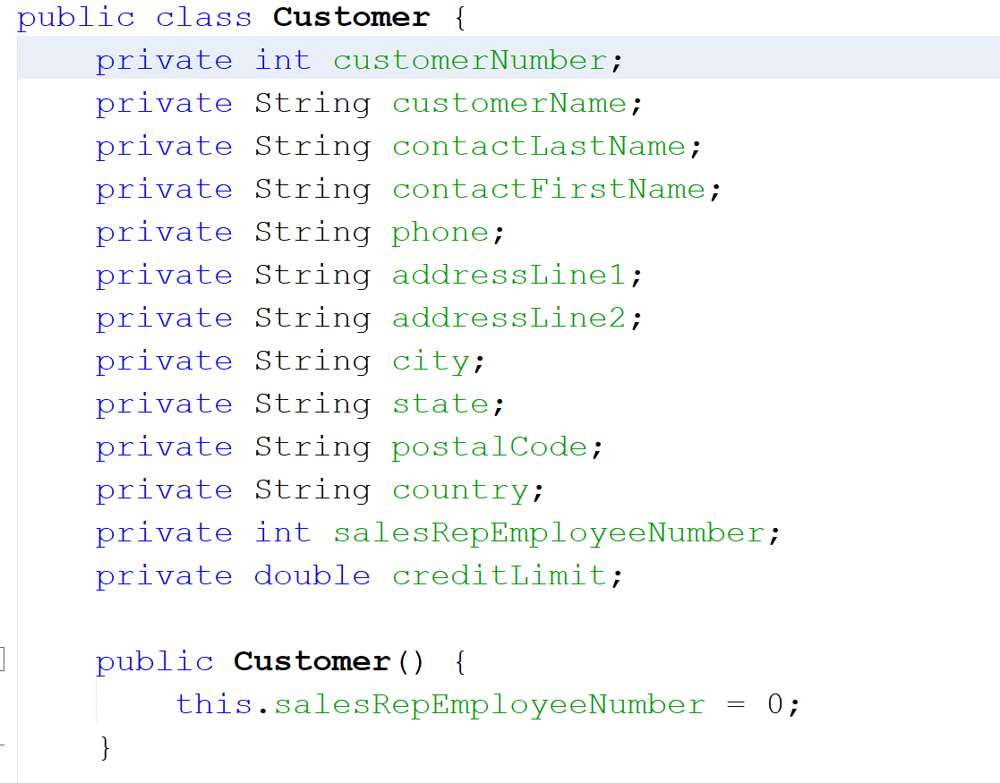 public class Customer {
private int customerNumber;
private String customerName;
private String contactLastName;
private String contactFirstName;
private String phone;
private String addressLine1;
private String addressLine2;
private String city;
private String state;
private String postalCode;
private String country;
private int salesRepEmployeeNumber;
private double creditLimit;
public Customer() {
this.salesRepEmployeeNumber = 0;
}